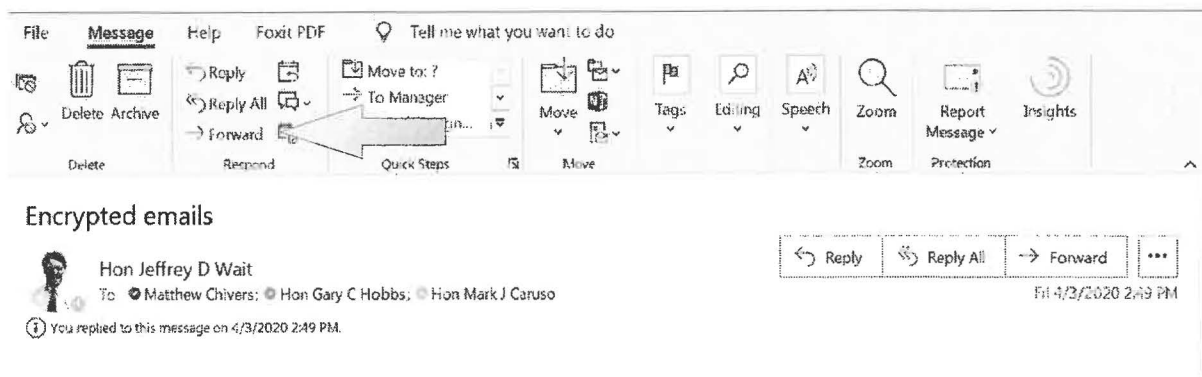 File Message Help Foxit PDF Tell me what you want to do
Reply Move to: ?
Delete Archive Reply All To Manager Move Tags Editing Speech Zoom Report Message Insights
Forward
Delete Respond Quick Steps Move Zoom Protection
Encrypted emails
Hon Jeffrey D Wait Reply Reply All Forward
To Matthew Chivers; Hon Gary C Hobbs; Hon Mark J Caruso Fri 4/3/2020 2:49 PM
You replied to this message on 4/3/2020 2:49 PM.